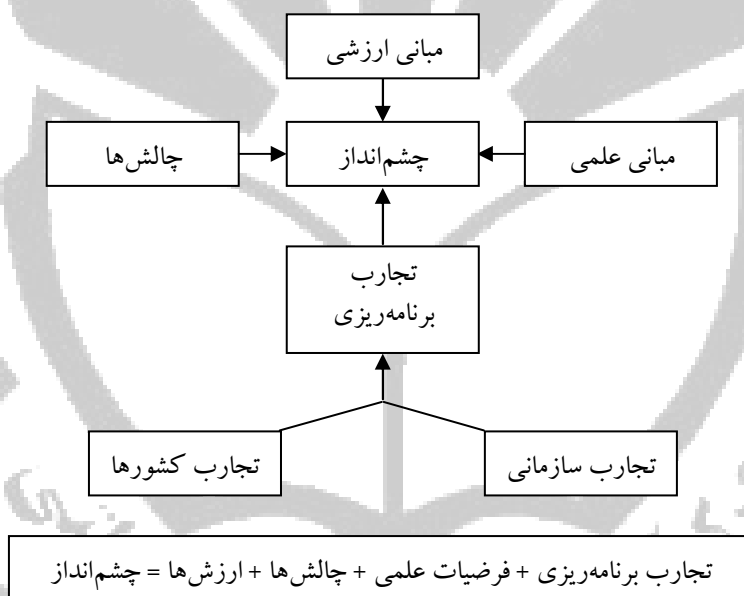 مبانی ارزشی
مبانی علمی
چشم‌انداز
چالش‌ها
تجارب
برنامه‌ریزی
تجارب سازمانی
تجارب کشورها
تجارب برنامه‌ریزی + فرضیات علمی + چالش‌ها + ارزش‌ها = چشم‌انداز